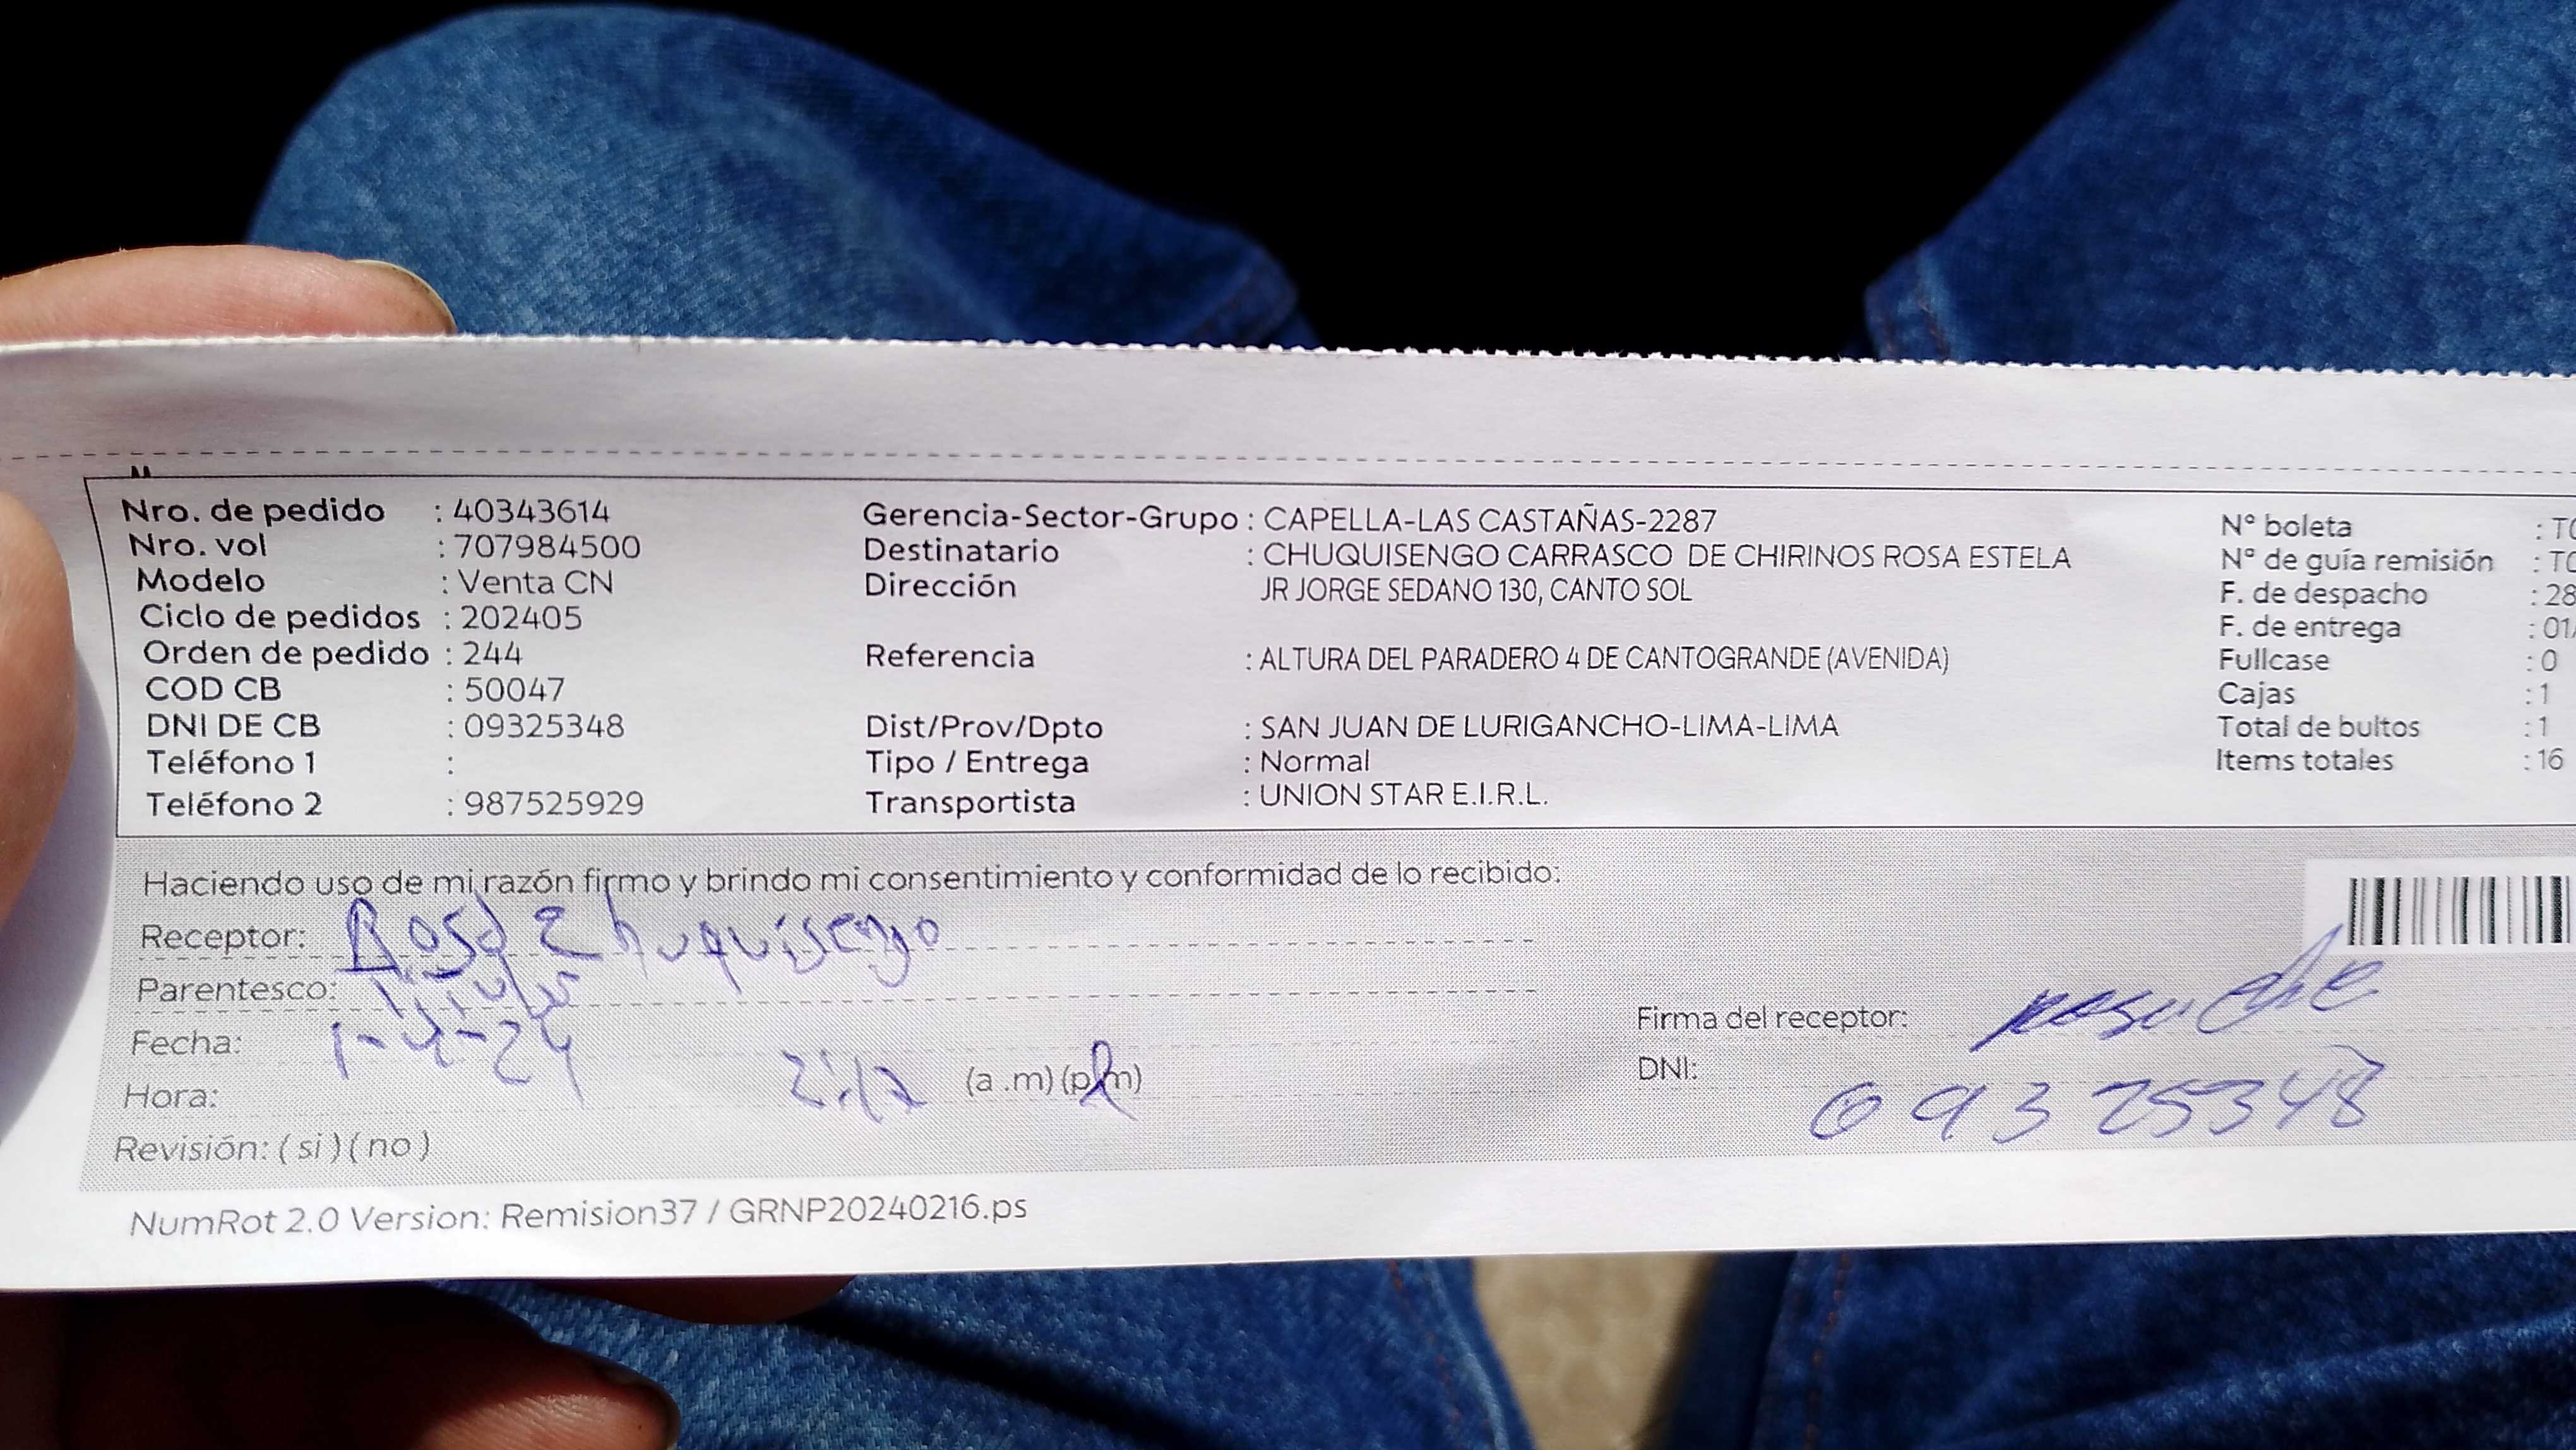 Nro. de pedido : 40343614
Nro. vol : 707984500
Modelo : Venta CN
Ciclo de pedidos : 202405
Orden de pedido : 244
COD CB : 50047
DNI DE CB : 09325348
Teléfono 1 :
Teléfono 2 : 987525929
Gerencia-Sector-Grupo : CAPELLA-LAS CASTAÑAS-2287
Destinatario : CHUQUISENGO CARRASCO DE CHIRINOS ROSA ESTELA
Dirección JR JORGE SEDANO 130, CANTO SOL
Referencia : ALTURA DEL PARADERO 4 DE CANTOGRANDE (AVENIDA)
Dist/Prov/Dpto : SAN JUAN DE LURIGANCHO-LIMA-LIMA
Tipo / Entrega : Normal
Transportista : UNION STAR E.I.R.L.
N° boleta :
N° de guía remisión :
F. de despacho : 28
F. de entrega : 01/
Fullcase : 0
Cajas : 1
Total de bultos : 1
Items totales : 16
Haciendo uso de mi razón firmo y brindo mi consentimiento y conformidad de lo recibido:
Receptor: Rosa Chuquisengo
Parentesco:
Fecha: 1-4-24
Hora: (a .m) (p.m)
Revisión: ( si ) ( no )
Firma del receptor:
DNI: 09325348
NumRot 2.0 Version: Remision37 / GRNP20240216.ps